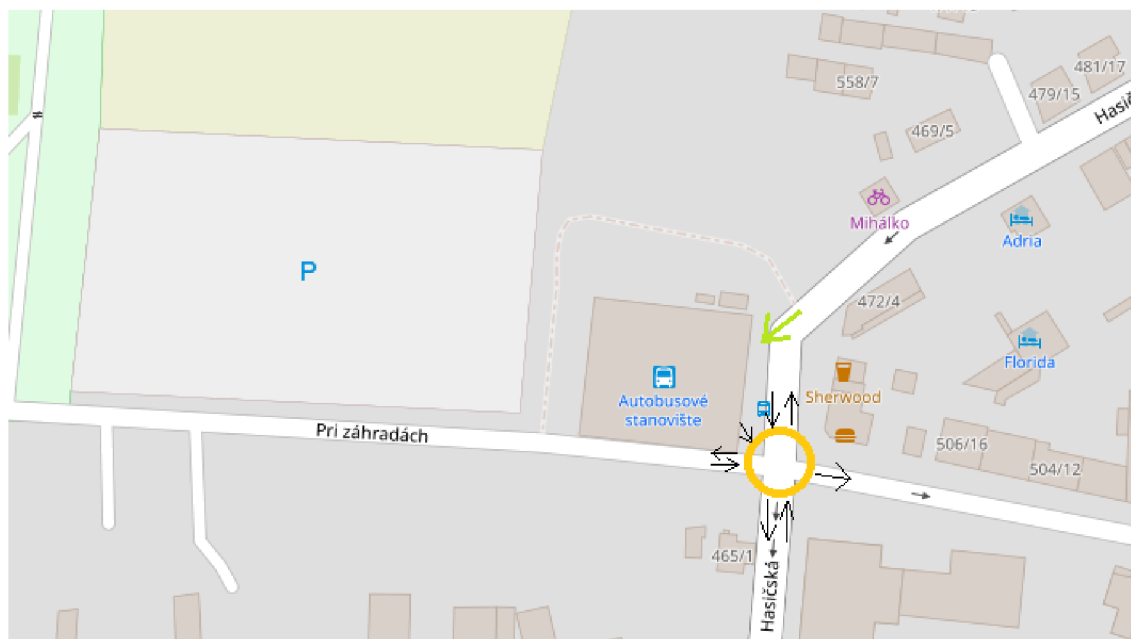 481/17
558/7
479/15
Hasičs
469/5
Mihálko
Adria
P
472/4
Florida
Autobusové
stanovište
Sherwood
Pri záhradách
506/16
504/12
465/1
Hasičská